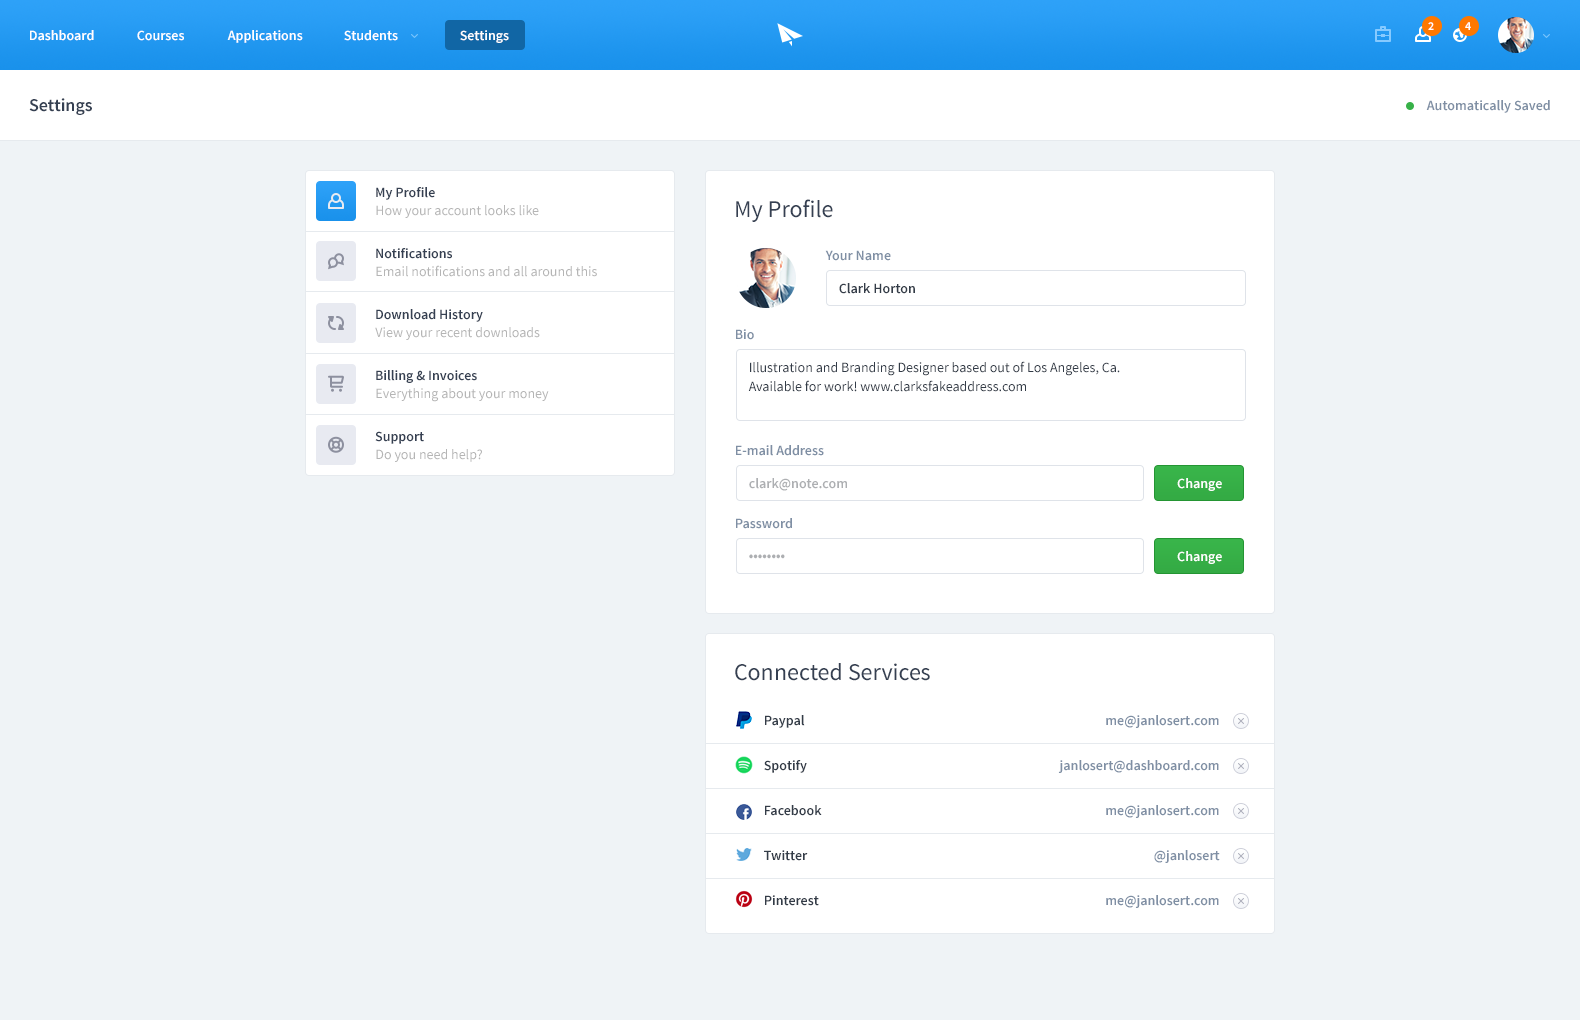 Dashboard Courses Applications Students Settings 2 4
Settings
Automatically Saved
My Profile
How your account looks like
Notifications
Email notifications and all around this
Download History
View your recent downloads
Billing & Invoices
Everything about your money
Support
Do you need help?
My Profile
Your Name
Clark Horton
Bio
Illustration and Branding Designer based out of Los Angeles, Ca.
Available for work! www.clarksfakeaddress.com
E-mail Address
clark@note.com Change
Password
•••••••• Change
Connected Services
Paypal me@janlosert.com
Spotify janlosert@dashboard.com
Facebook me@janlosert.com
Twitter @janlosert
Pinterest me@janlosert.com